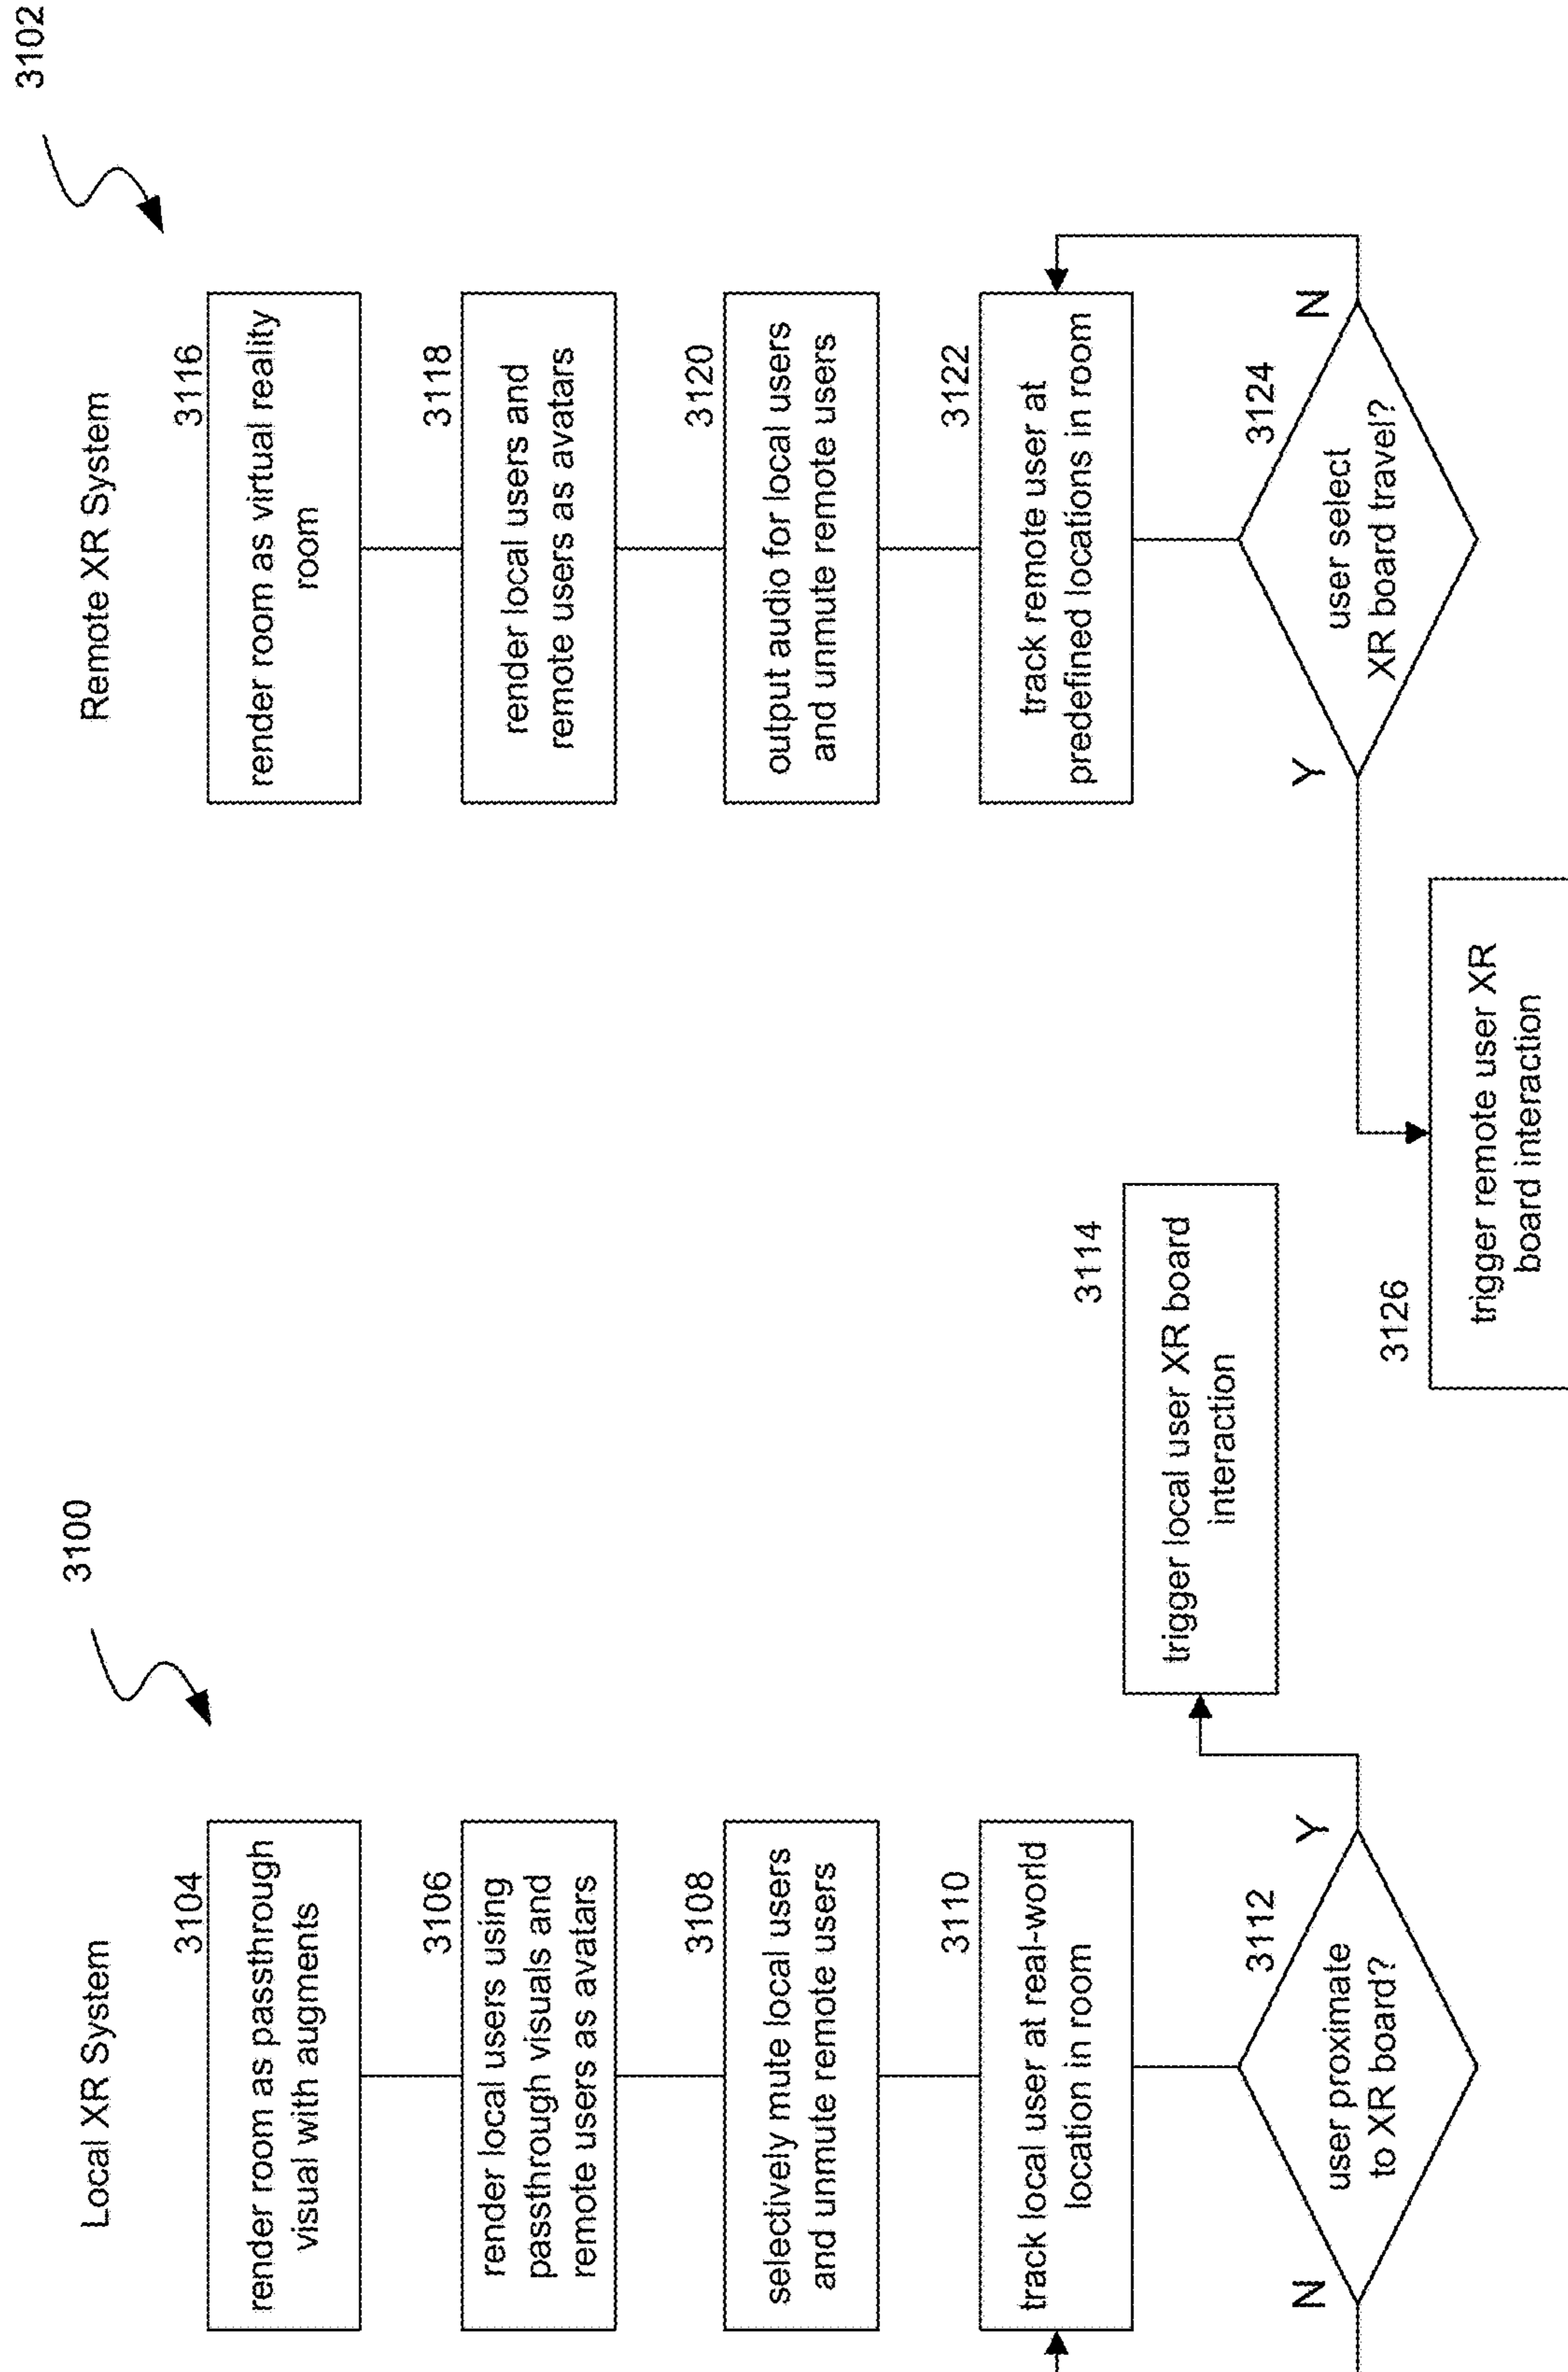 Local XR System
3100
3104
render room as passthrough
visual with augments
3106
render local users using
passthrough visuals and
remote users as avatars
3108
selectively mute local users
and unmute remote users
3110
track local user at real-world
location in room
3112
user proximate
to XR board?
N
Y
3114
trigger local user XR board
interaction
Remote XR System
3102
3116
render room as virtual reality
room
3118
render local users and
remote users as avatars
3120
output audio for local users
and unmute remote users
3122
track remote user at
predefined locations in room
3124
user select
XR board travel?
Y
N
3126
trigger remote user XR
board interaction